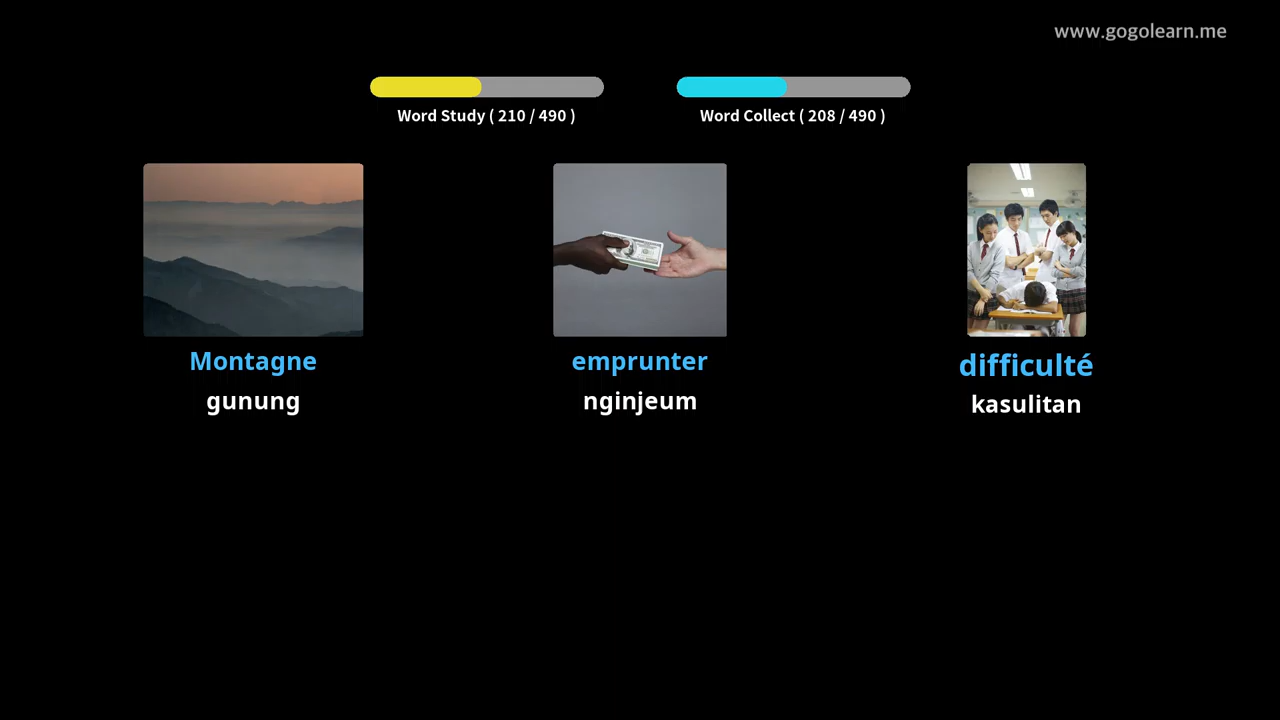 www.gogolearn.me
Word Study ( 210 / 490 )
Word Collect ( 208 / 490 )
Montagne
emprunter
difficulté
gunung
nginjeum
kasulitan